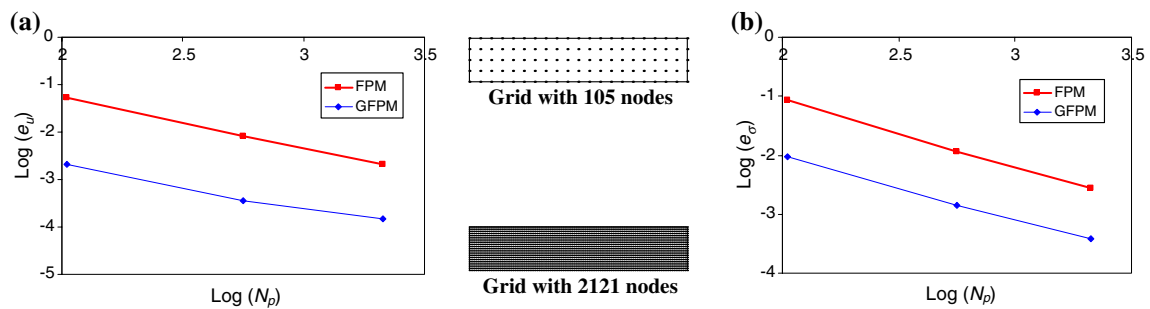 (a)
0
2
2.5
3
3.5
-1
-2
-3
-4
-5
Log (e_u)
FPM
GFPM
Log (N_p)
Grid with 105 nodes
Grid with 2121 nodes
(b)
0
2
2.5
3
3.5
-1
-2
-3
-4
Log (e_σ)
FPM
GFPM
Log (N_p)